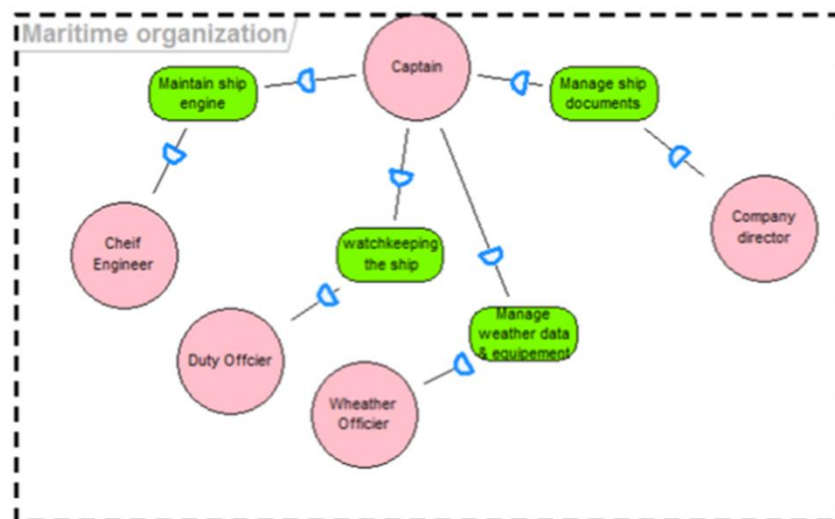 Maritime organization
Captain
Maintain ship
engine
Manage ship
documents
Cheif
Engineer
Company
director
watchkeeping
the ship
Duty Offcier
Manage
weather data
& equipement
Wheather
Officier